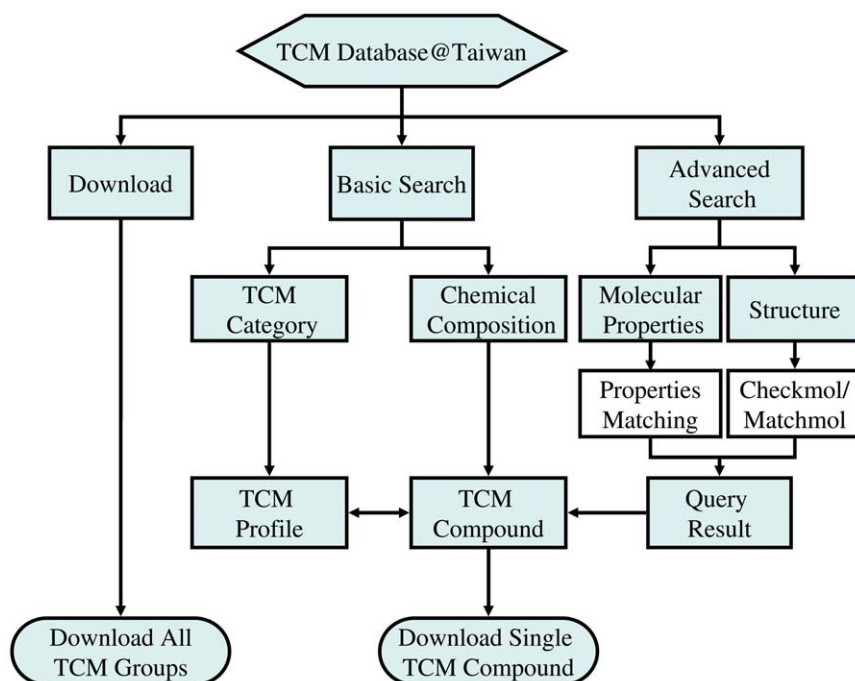 TCM Database@Taiwan
Download
Basic Search
Advanced
Search
TCM
Category
Chemical
Composition
Molecular
Properties
Structure
Properties
Matching
Checkmol/
Matchmol
TCM
Profile
TCM
Compound
Query
Result
Download All
TCM Groups
Download Single
TCM Compound